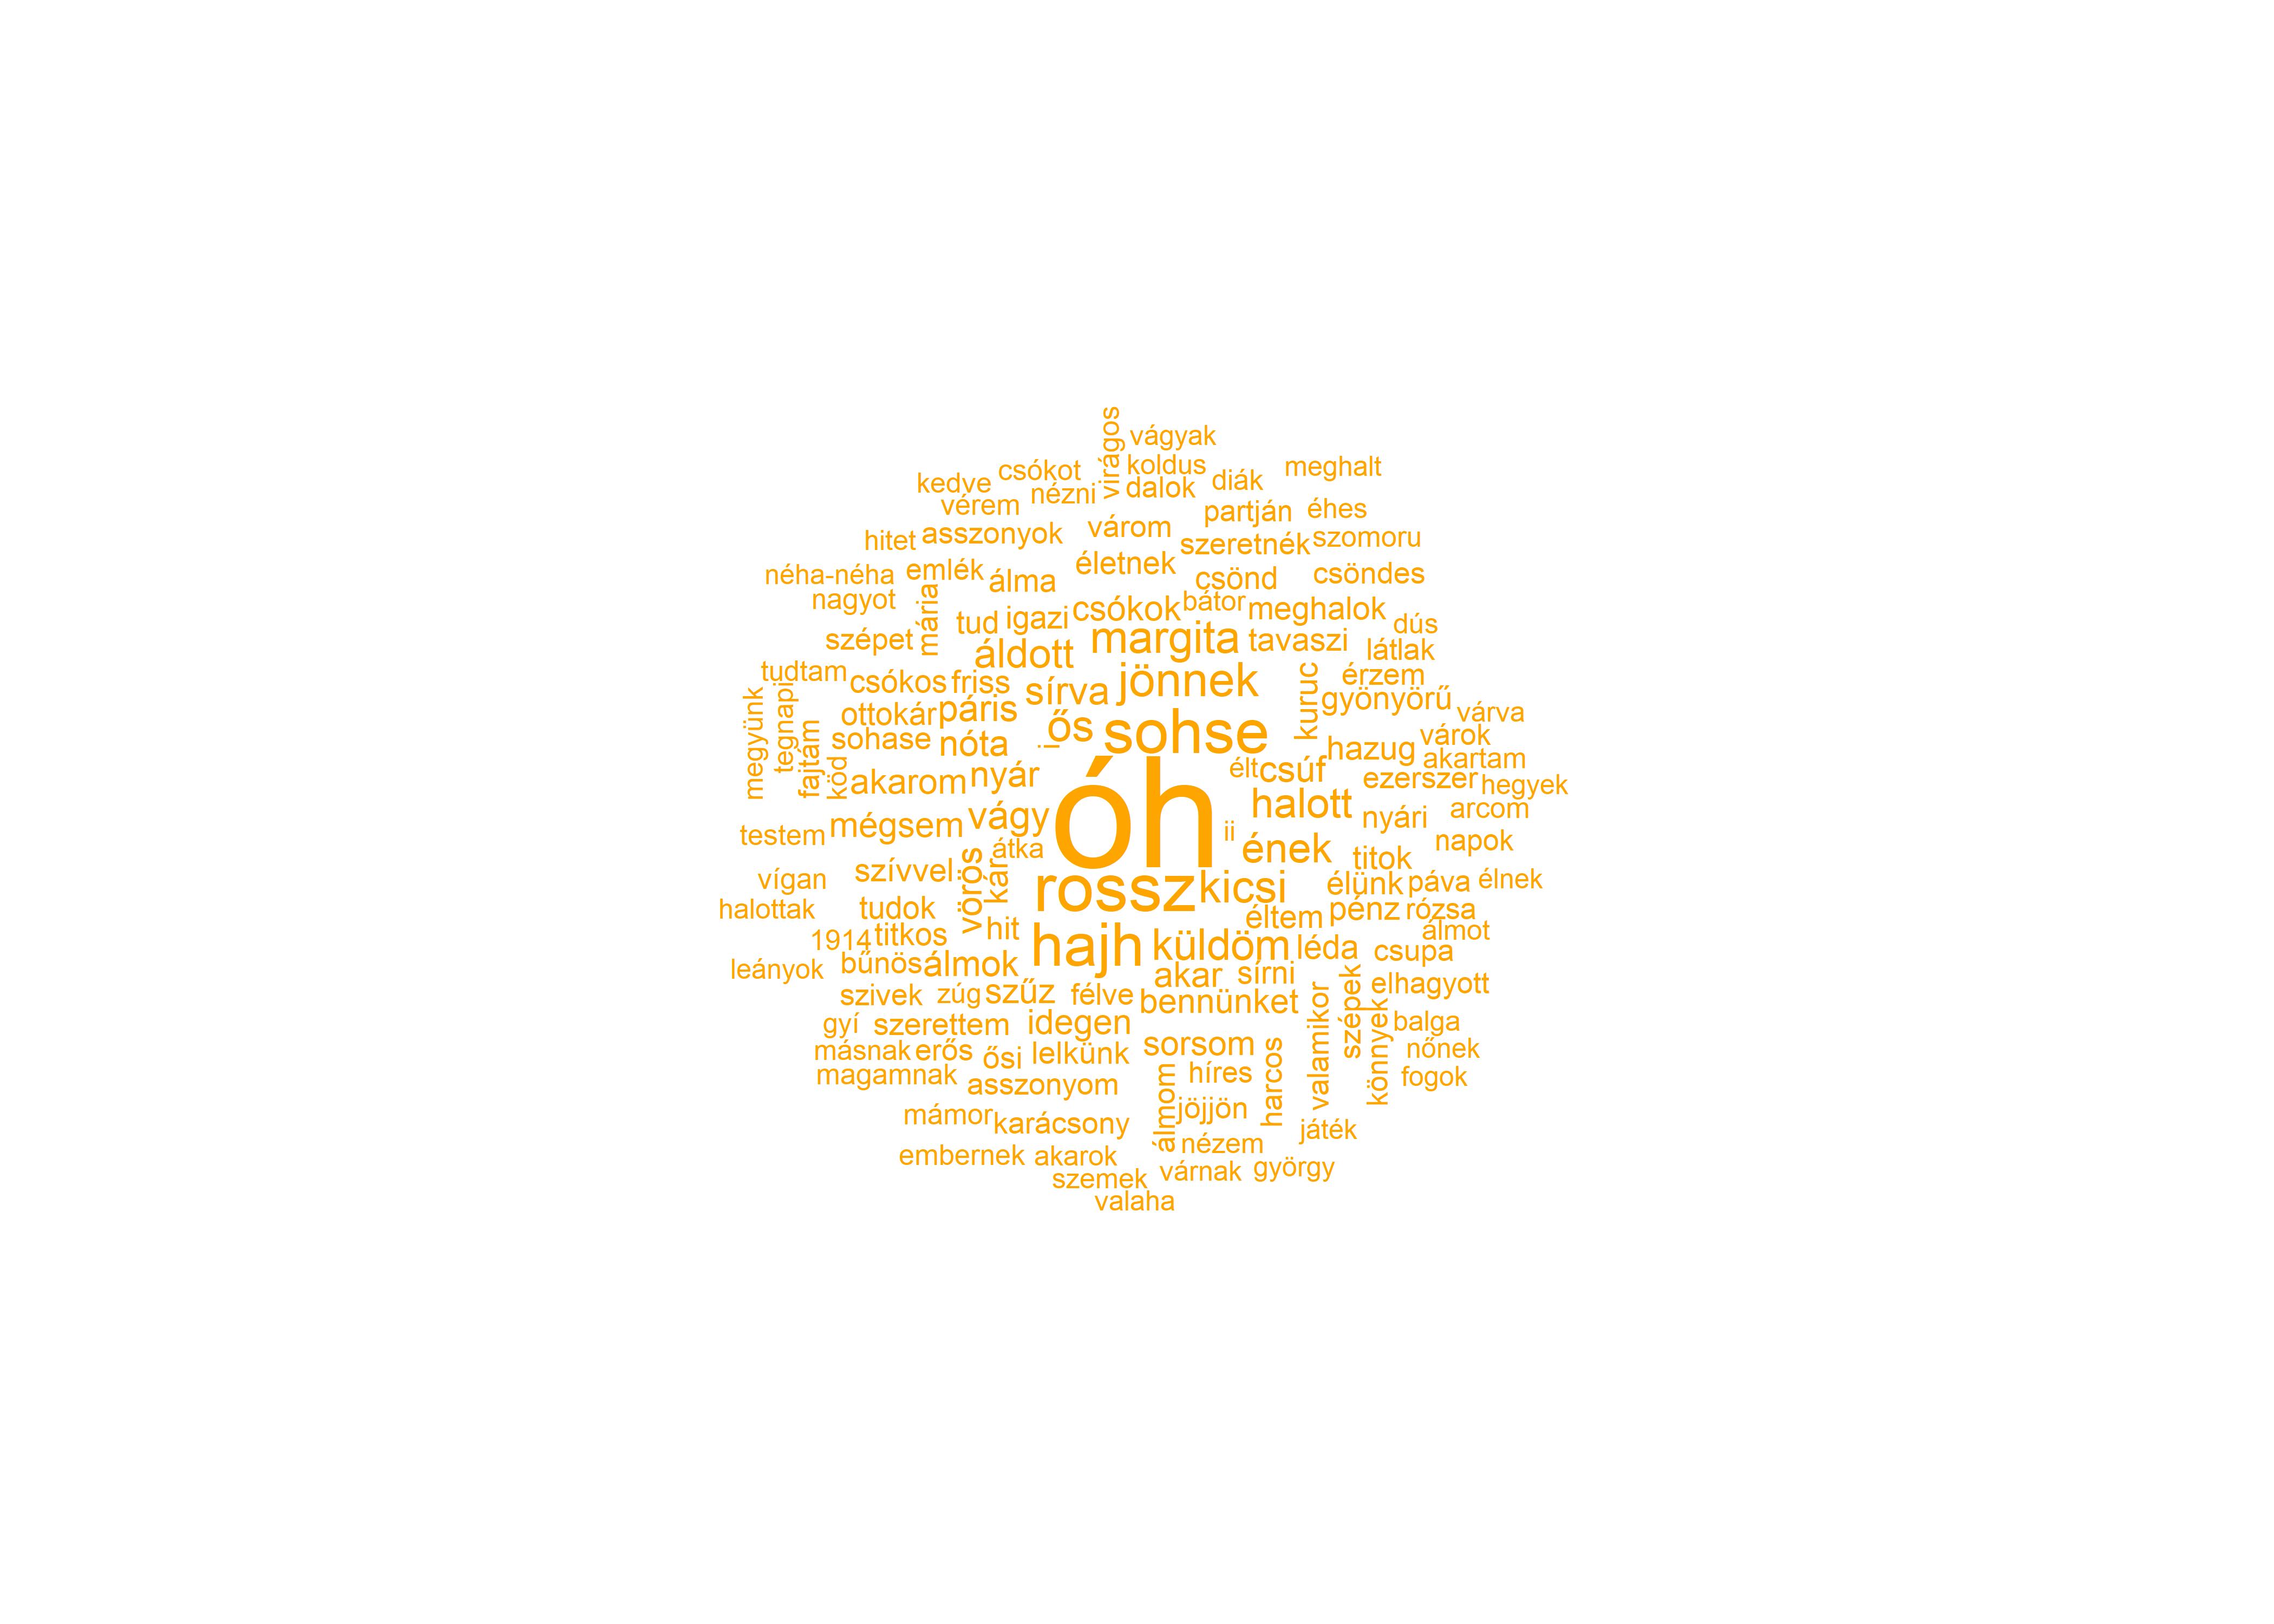 virágos
vágyak
csókot
koldus
meghalt
kedve
nézni
dalok
diák
vérem
partján
éhes
hitet
asszonyok
várom
szeretnék
szomoru
néha-néha
emlék
álma
életnek
csönd
csöndes
nagyot
mária
tud
igazi
csókok
bátor
meghalok
dús
szépet
áldott
margita
tavaszi
látlak
tudtam
csókos
friss
sírva
jönnek
kuruc
érzem
megyünk
tegnapi
fajtám
ottokár
páris
ős
sohse
gyönyörű
várva
sohase
nóta
i
hazug
várok
akartam
köd
akarom
nyár
óh
élt
csúf
ezerszer
hegyek
testem
mégsem
vágy
halott
nyári
arcom
átka
ii
ének
titok
napok
vígan
szívvel
vörös
kár
rossz
kicsi
élünk
páva
élnek
halottak
tudok
hit
éltem
pénz
rózsa
1914
titkos
hajh
küldöm
léda
csupa
álmot
leányok
bűnös
álmok
akar
sírni
szépek
elhagyott
szivek
zúg
szűz
félve
bennünket
valamikor
könnyek
gyí
szerettem
idegen
balga
másnak
erős
ősi
lelkünk
sorsom
harcos
nőnek
magamnak
asszonyom
álmom
híres
fogok
mámor
karácsony
jöjjön
játék
embernek
akarok
nézem
szemek
várnak
györgy
valaha